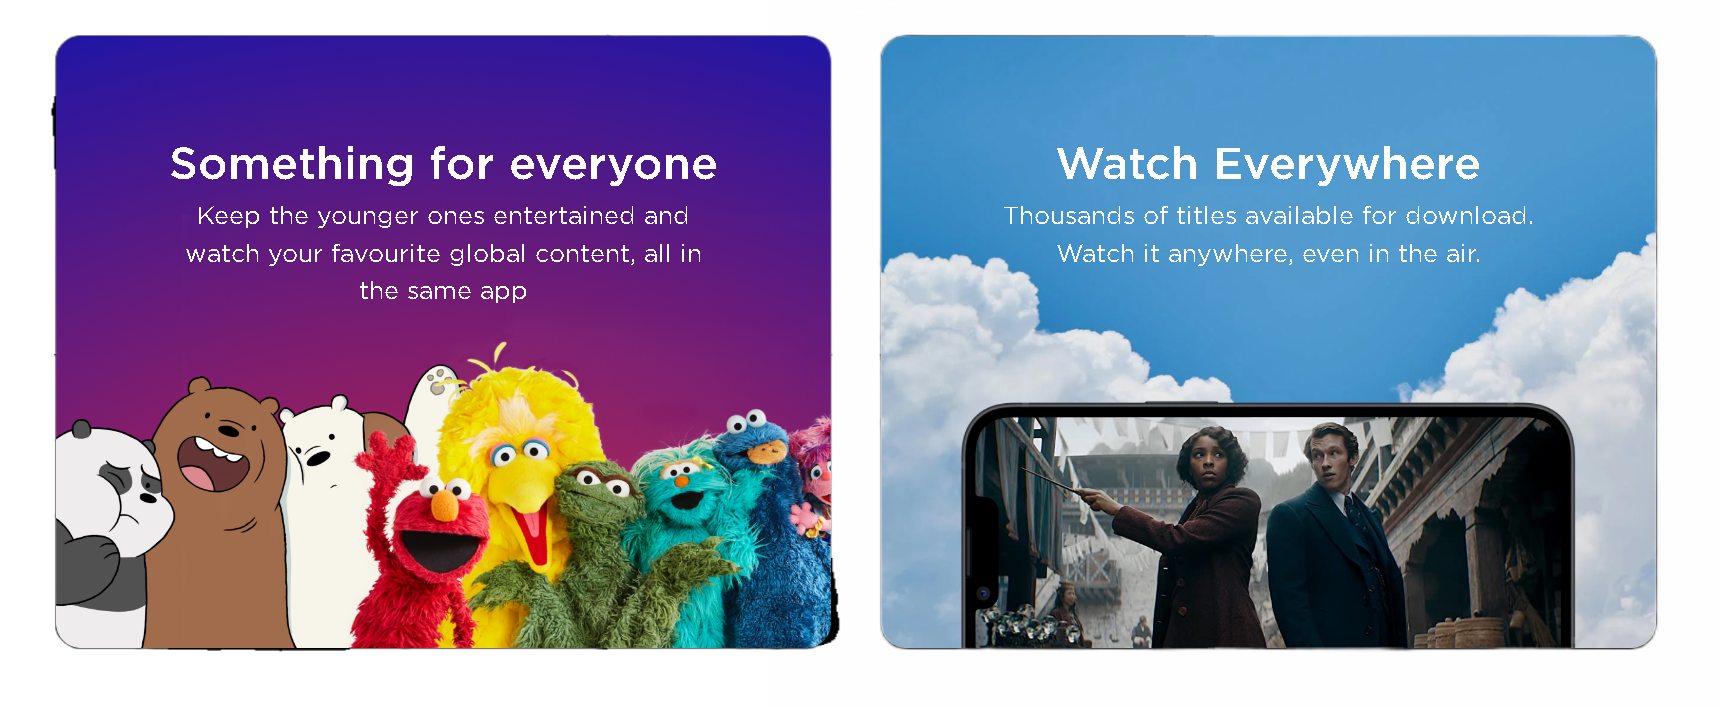 Something for everyone
Keep the younger ones entertained and
watch your favourite global content, all in
the same app
Watch Everywhere
Thousands of titles available for download.
Watch it anywhere, even in the air.